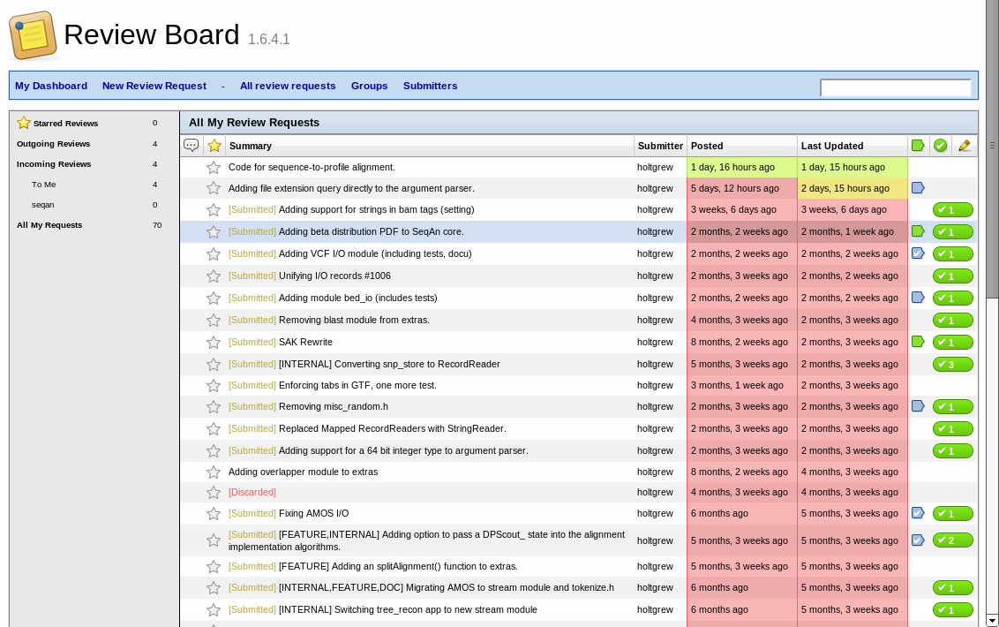 Review Board 1.6.4.1
My Dashboard New Review Request - All review requests Groups Submitters
Starred Reviews 0
Outgoing Reviews 4
Incoming Reviews 4
To Me 4
seqan 0
All My Requests 70
All My Review Requests
Summary Submitter Posted Last Updated
Code for sequence-to-profile alignment. holtgrew 1 day, 16 hours ago 1 day, 15 hours ago
Adding file extension query directly to the argument parser. holtgrew 5 days, 12 hours ago 2 days, 15 hours ago
[Submitted] Adding support for strings in bam tags (setting) holtgrew 3 weeks, 6 days ago 3 weeks, 6 days ago 1
[Submitted] Adding beta distribution PDF to SeqAn core. holtgrew 2 months, 2 weeks ago 2 months, 1 week ago 1
[Submitted] Adding VCF I/O module (including tests, docu) holtgrew 2 months, 2 weeks ago 2 months, 2 weeks ago 1
[Submitted] Unifying I/O records #1006 holtgrew 2 months, 3 weeks ago 2 months, 2 weeks ago 1
[Submitted] Adding module bed_io (includes tests) holtgrew 2 months, 2 weeks ago 2 months, 2 weeks ago 1
[Submitted] Removing blast module from extras. holtgrew 4 months, 3 weeks ago 2 months, 3 weeks ago 1
[Submitted] SAK Rewrite holtgrew 8 months, 2 weeks ago 2 months, 3 weeks ago 1
[Submitted] [INTERNAL] Converting snp_store to RecordReader holtgrew 5 months, 3 weeks ago 2 months, 3 weeks ago 3
[Submitted] Enforcing tabs in GTF, one more test. holtgrew 3 months, 1 week ago 2 months, 3 weeks ago
[Submitted] Removing misc_random.h holtgrew 2 months, 3 weeks ago 2 months, 3 weeks ago 1
[Submitted] Replaced Mapped RecordReaders with StringReader. holtgrew 2 months, 3 weeks ago 2 months, 3 weeks ago 1
[Submitted] Adding support for a 64 bit integer type to argument parser. holtgrew 2 months, 3 weeks ago 2 months, 3 weeks ago 1
Adding overlapper module to extras holtgrew 8 months, 2 weeks ago 4 months, 3 weeks ago
[Discarded] holtgrew 4 months, 3 weeks ago 4 months, 3 weeks ago
[Submitted] Fixing AMOS I/O holtgrew 6 months ago 5 months, 3 weeks ago 1
[Submitted] [FEATURE,INTERNAL] Adding option to pass a DPScout_ state into the alignment
implementation algorithms. holtgrew 5 months, 3 weeks ago 5 months, 3 weeks ago 2
[Submitted] [FEATURE] Adding an splitAlignment() function to extras. holtgrew 5 months, 3 weeks ago 5 months, 3 weeks ago
[Submitted] [INTERNAL,FEATURE,DOC] Migrating AMOS to stream module and tokenize.h holtgrew 6 months ago 5 months, 3 weeks ago 1
[Submitted] [INTERNAL] Switching tree_recon app to new stream module holtgrew 6 months ago 5 months, 3 weeks ago 1